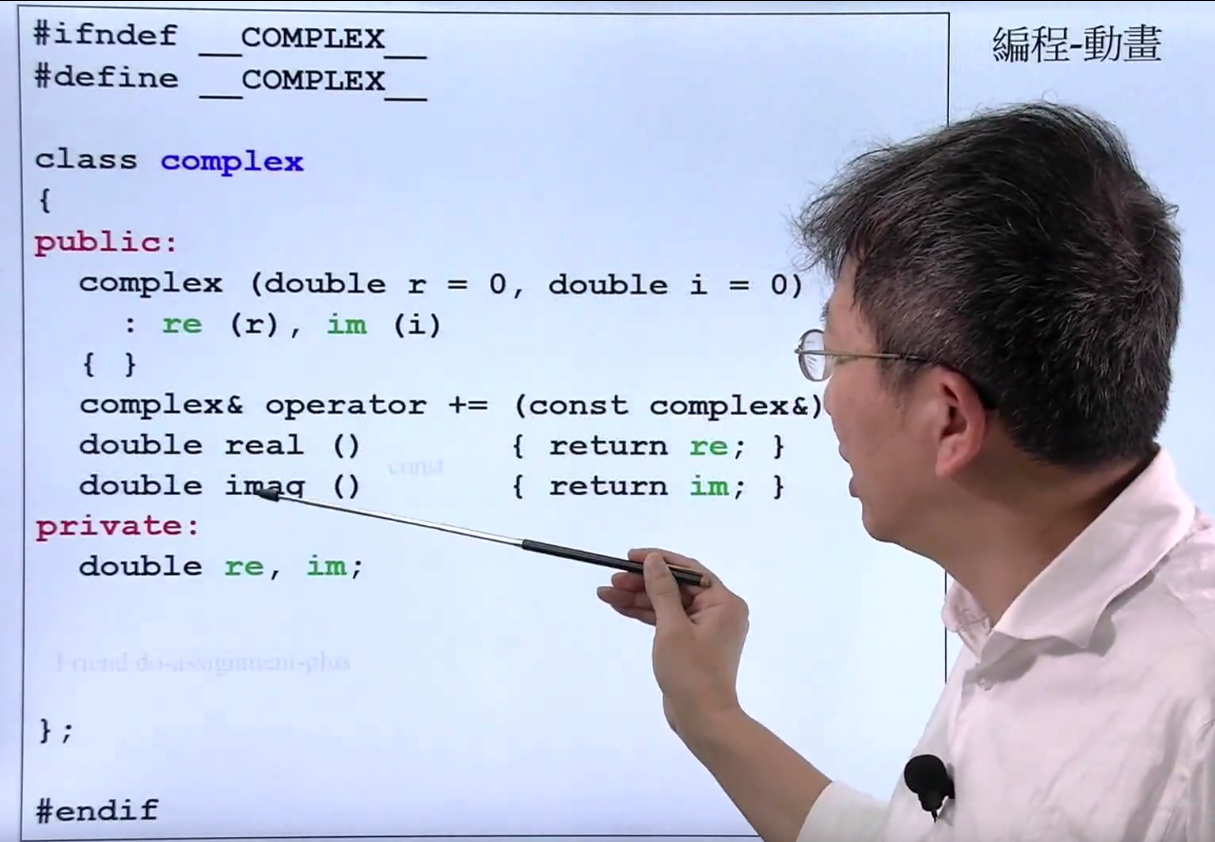 #ifndef __COMPLEX__
#define __COMPLEX__
編程-動畫
class complex
{
public:
complex (double r = 0, double i = 0)
: re (r), im (i)
{ }
complex& operator += (const complex&)
double real () const { return re; }
double imag () { return im; }
private:
double re, im;
Friend do-assignment-plus
};
#endif